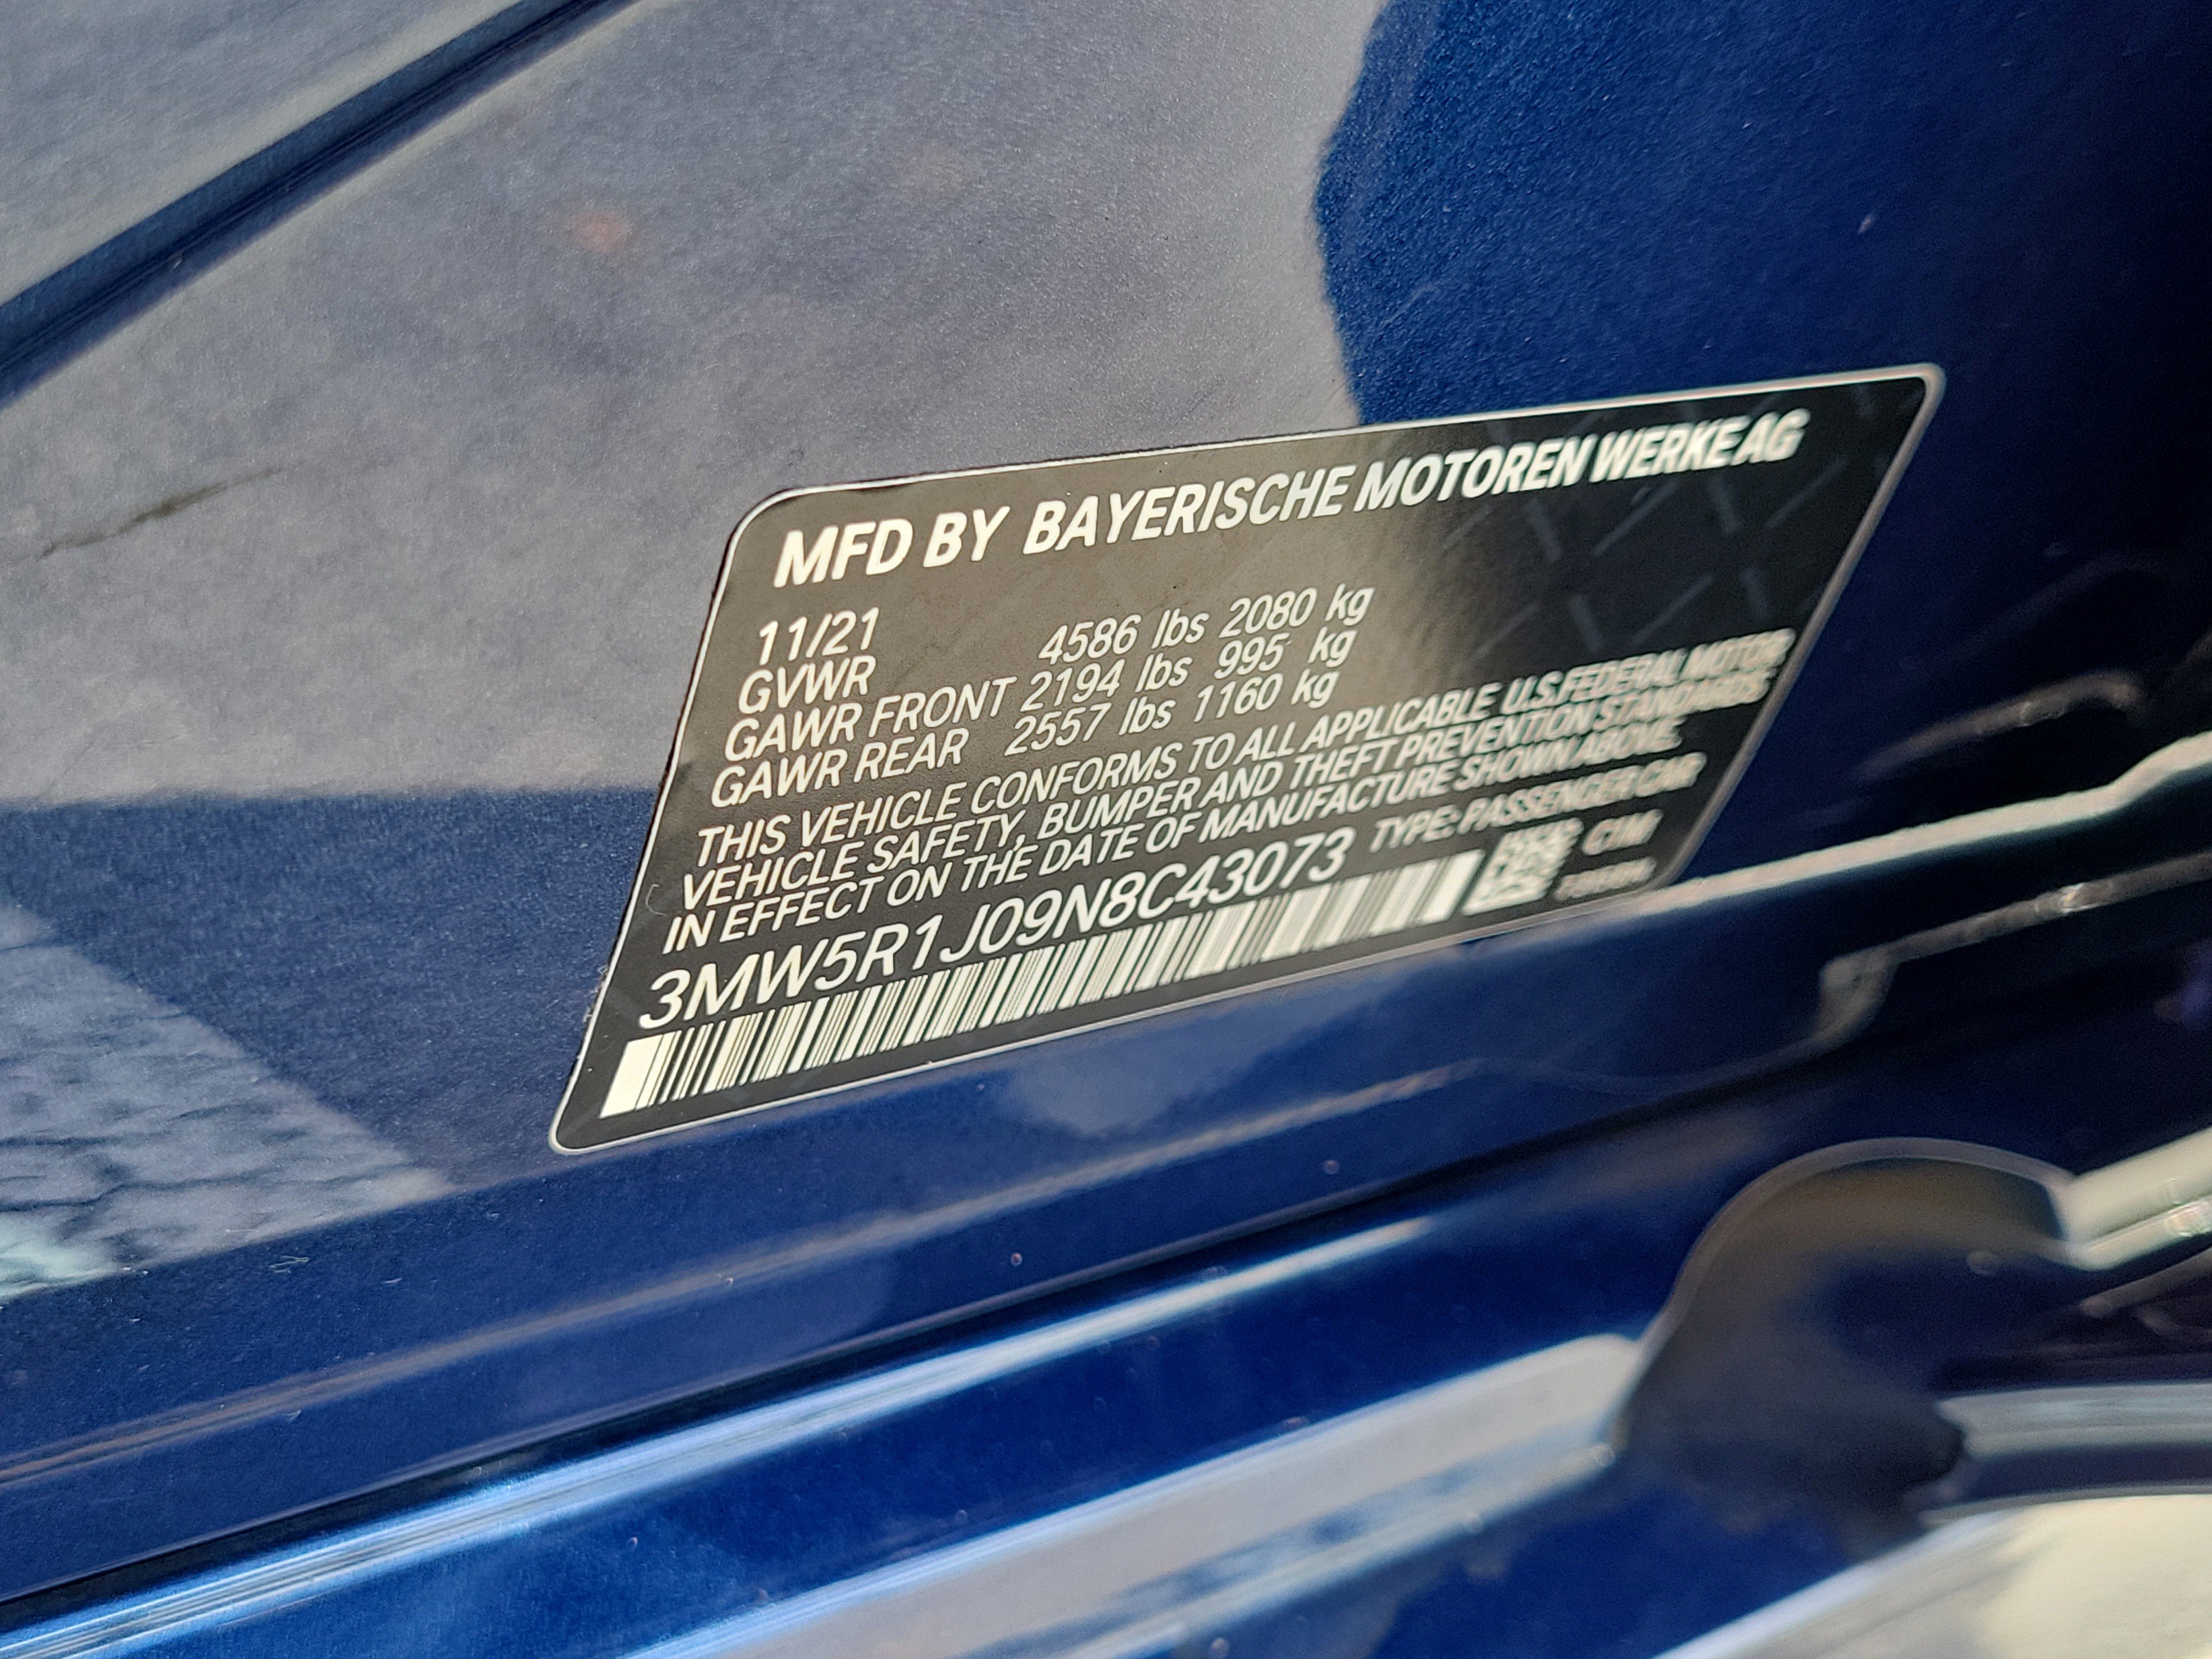 MFD BY BAYERISCHE MOTOREN WERKE AG
11/21
GVWR 4586 lbs 2080 kg
GAWR FRONT 2194 lbs 995 kg
GAWR REAR 2557 lbs 1160 kg
THIS VEHICLE CONFORMS TO ALL APPLICABLE U.S.FEDERAL MOTOR
VEHICLE SAFETY, BUMPER AND THEFT PREVENTION STANDARDS
IN EFFECT ON THE DATE OF MANUFACTURE SHOWN ABOVE.
3MW5R1J09N8C43073 TYPE: PASSENGER CAR